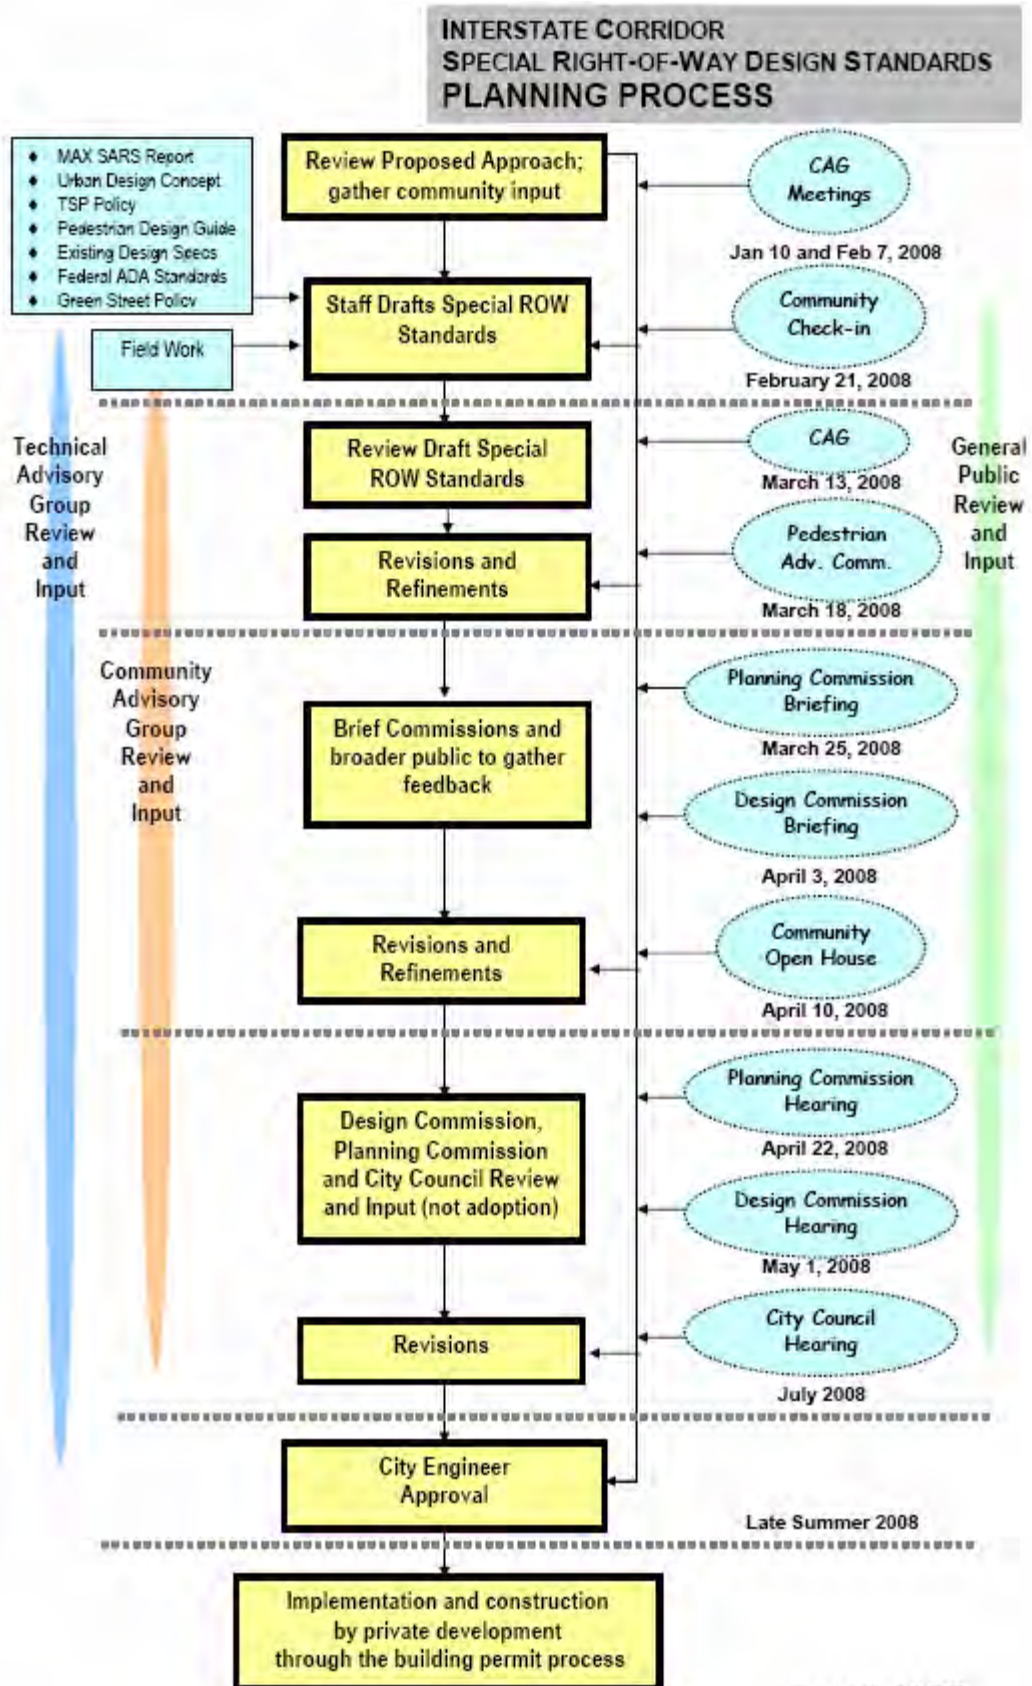 INTERSTATE CORRIDOR
SPECIAL RIGHT-OF-WAY DESIGN STANDARDS
PLANNING PROCESS
MAX SARS Report
Urban Design Concept
TSP Policy
Pedestrian Design Guide
Existing Design Specs
Federal ADA Standards
Green Street Policy
Review Proposed Approach;
gather community input
CAG
Meetings
Jan 10 and Feb 7, 2008
Staff Drafts Special ROW
Standards
Community
Check-in
February 21, 2008
Field Work
Technical
Advisory
Group
Review
and
Input
Review Draft Special
ROW Standards
CAG
March 13, 2008
General
Public
Review
and
Input
Revisions and
Refinements
Pedestrian
Adv. Comm.
March 18, 2008
Community
Advisory
Group
Review
and
Input
Brief Commissions and
broader public to gather
feedback
Planning Commission
Briefing
March 25, 2008
Design Commission
Briefing
April 3, 2008
Revisions and
Refinements
Community
Open House
April 10, 2008
Design Commission,
Planning Commission
and City Council Review
and Input (not adoption)
Planning Commission
Hearing
April 22, 2008
Design Commission
Hearing
May 1, 2008
Revisions
City Council
Hearing
July 2008
City Engineer
Approval
Late Summer 2008
Implementation and construction
by private development
through the building permit process